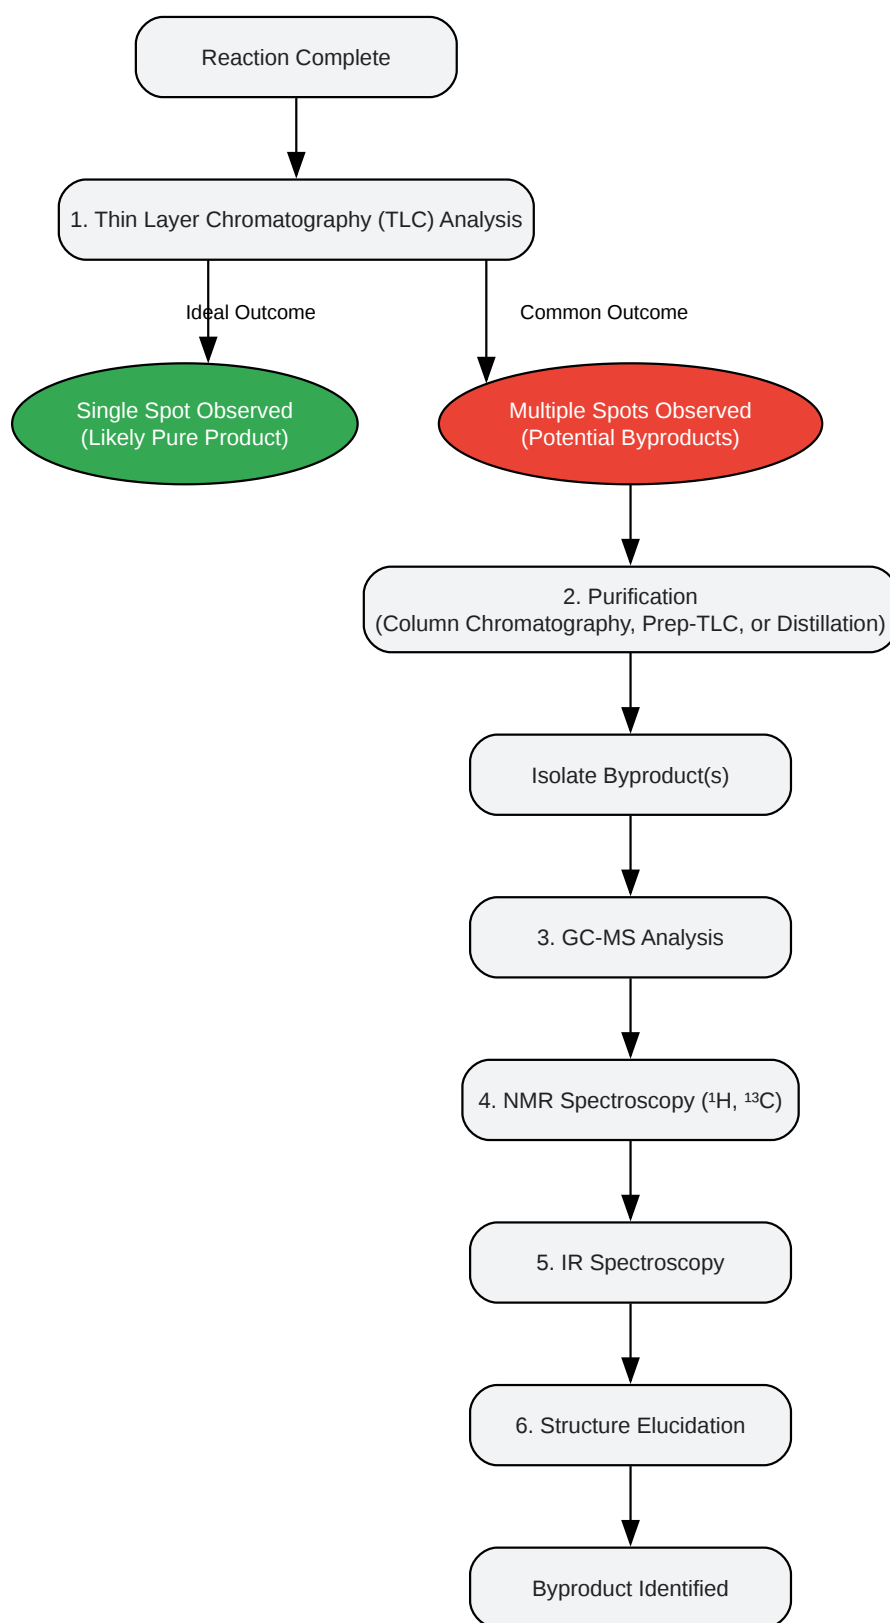 Reaction Complete
1. Thin Layer Chromatography (TLC) Analysis
Ideal Outcome
Common Outcome
Single Spot Observed
(Likely Pure Product)
Multiple Spots Observed
(Potential Byproducts)
2. Purification
(Column Chromatography, Prep-TLC, or Distillation)
Isolate Byproduct(s)
3. GC-MS Analysis
4. NMR Spectroscopy (¹H, ¹³C)
5. IR Spectroscopy
6. Structure Elucidation
Byproduct Identified